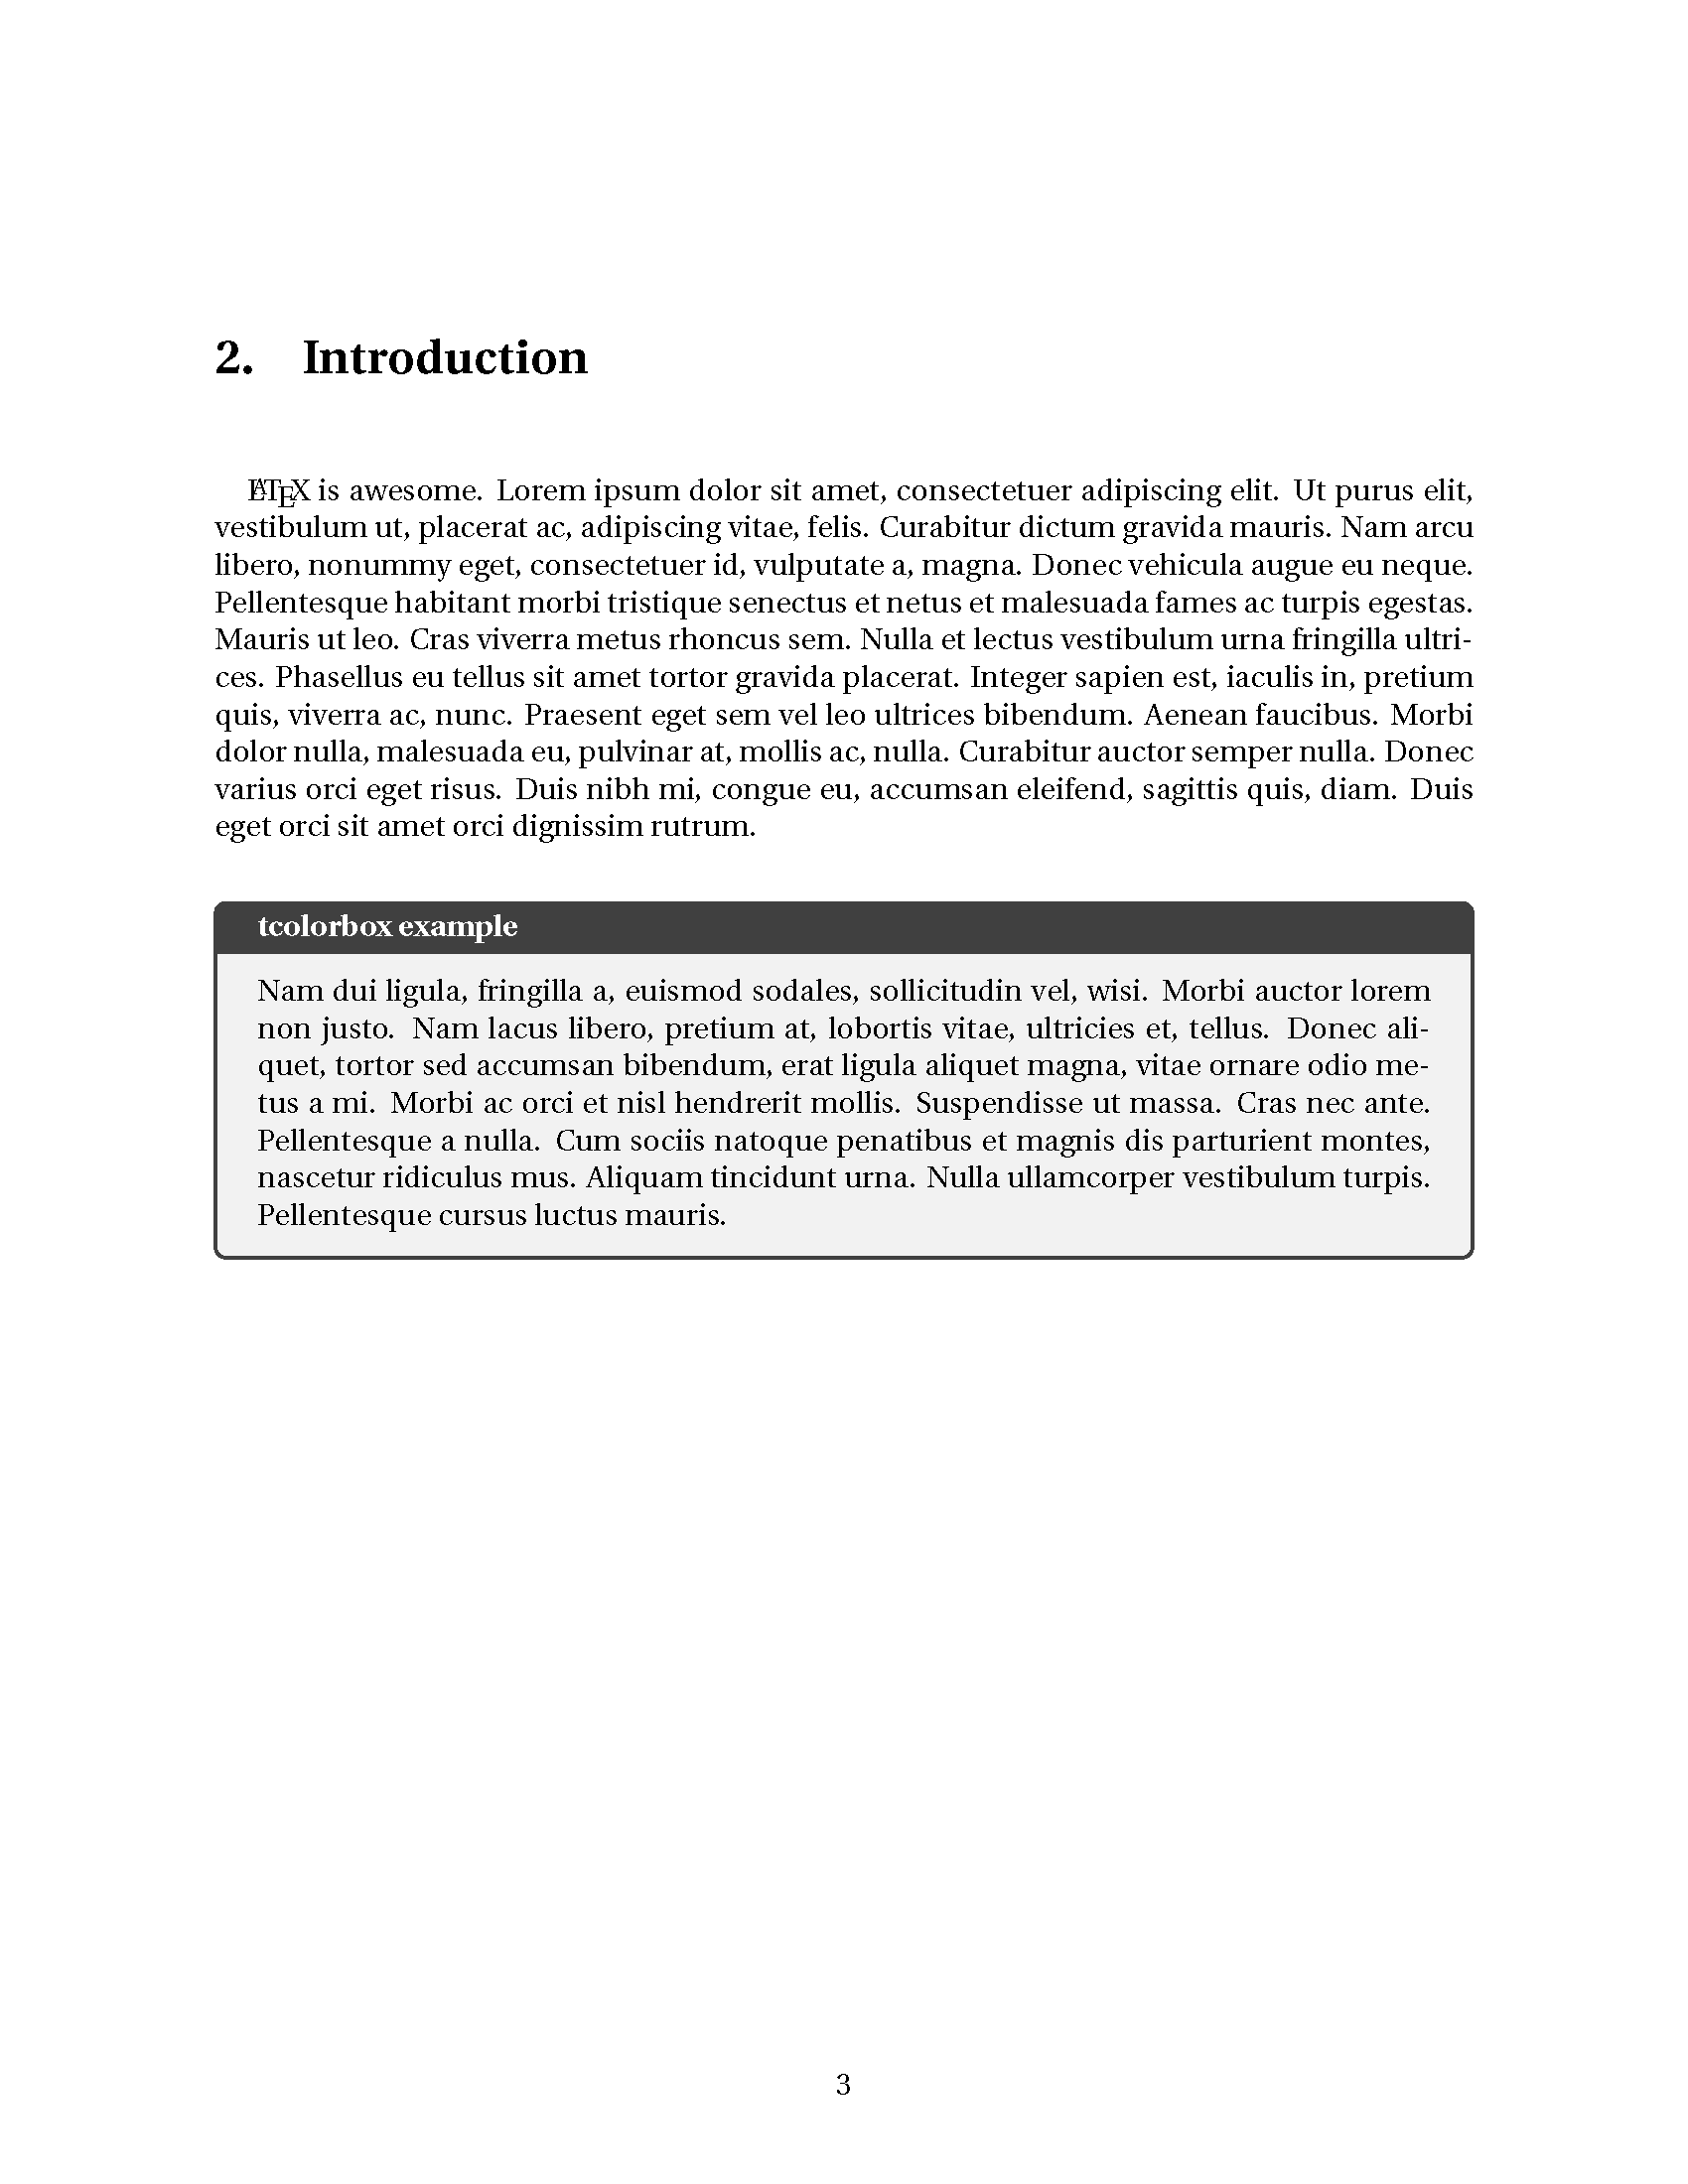 2. Introduction
LATEX is awesome. Lorem ipsum dolor sit amet, consectetuer adipiscing elit. Ut purus elit,
vestibulum ut, placerat ac, adipiscing vitae, felis. Curabitur dictum gravida mauris. Nam arcu
libero, nonummy eget, consectetuer id, vulputate a, magna. Donec vehicula augue eu neque.
Pellentesque habitant morbi tristique senectus et netus et malesuada fames ac turpis egestas.
Mauris ut leo. Cras viverra metus rhoncus sem. Nulla et lectus vestibulum urna fringilla ultri-
ces. Phasellus eu tellus sit amet tortor gravida placerat. Integer sapien est, iaculis in, pretium
quis, viverra ac, nunc. Praesent eget sem vel leo ultrices bibendum. Aenean faucibus. Morbi
dolor nulla, malesuada eu, pulvinar at, mollis ac, nulla. Curabitur auctor semper nulla. Donec
varius orci eget risus. Duis nibh mi, congue eu, accumsan eleifend, sagittis quis, diam. Duis
eget orci sit amet orci dignissim rutrum.
tcolorbox example
Nam dui ligula, fringilla a, euismod sodales, sollicitudin vel, wisi. Morbi auctor lorem
non justo. Nam lacus libero, pretium at, lobortis vitae, ultricies et, tellus. Donec ali-
quet, tortor sed accumsan bibendum, erat ligula aliquet magna, vitae ornare odio me-
tus a mi. Morbi ac orci et nisl hendrerit mollis. Suspendisse ut massa. Cras nec ante.
Pellentesque a nulla. Cum sociis natoque penatibus et magnis dis parturient montes,
nascetur ridiculus mus. Aliquam tincidunt urna. Nulla ullamcorper vestibulum turpis.
Pellentesque cursus luctus mauris.
3